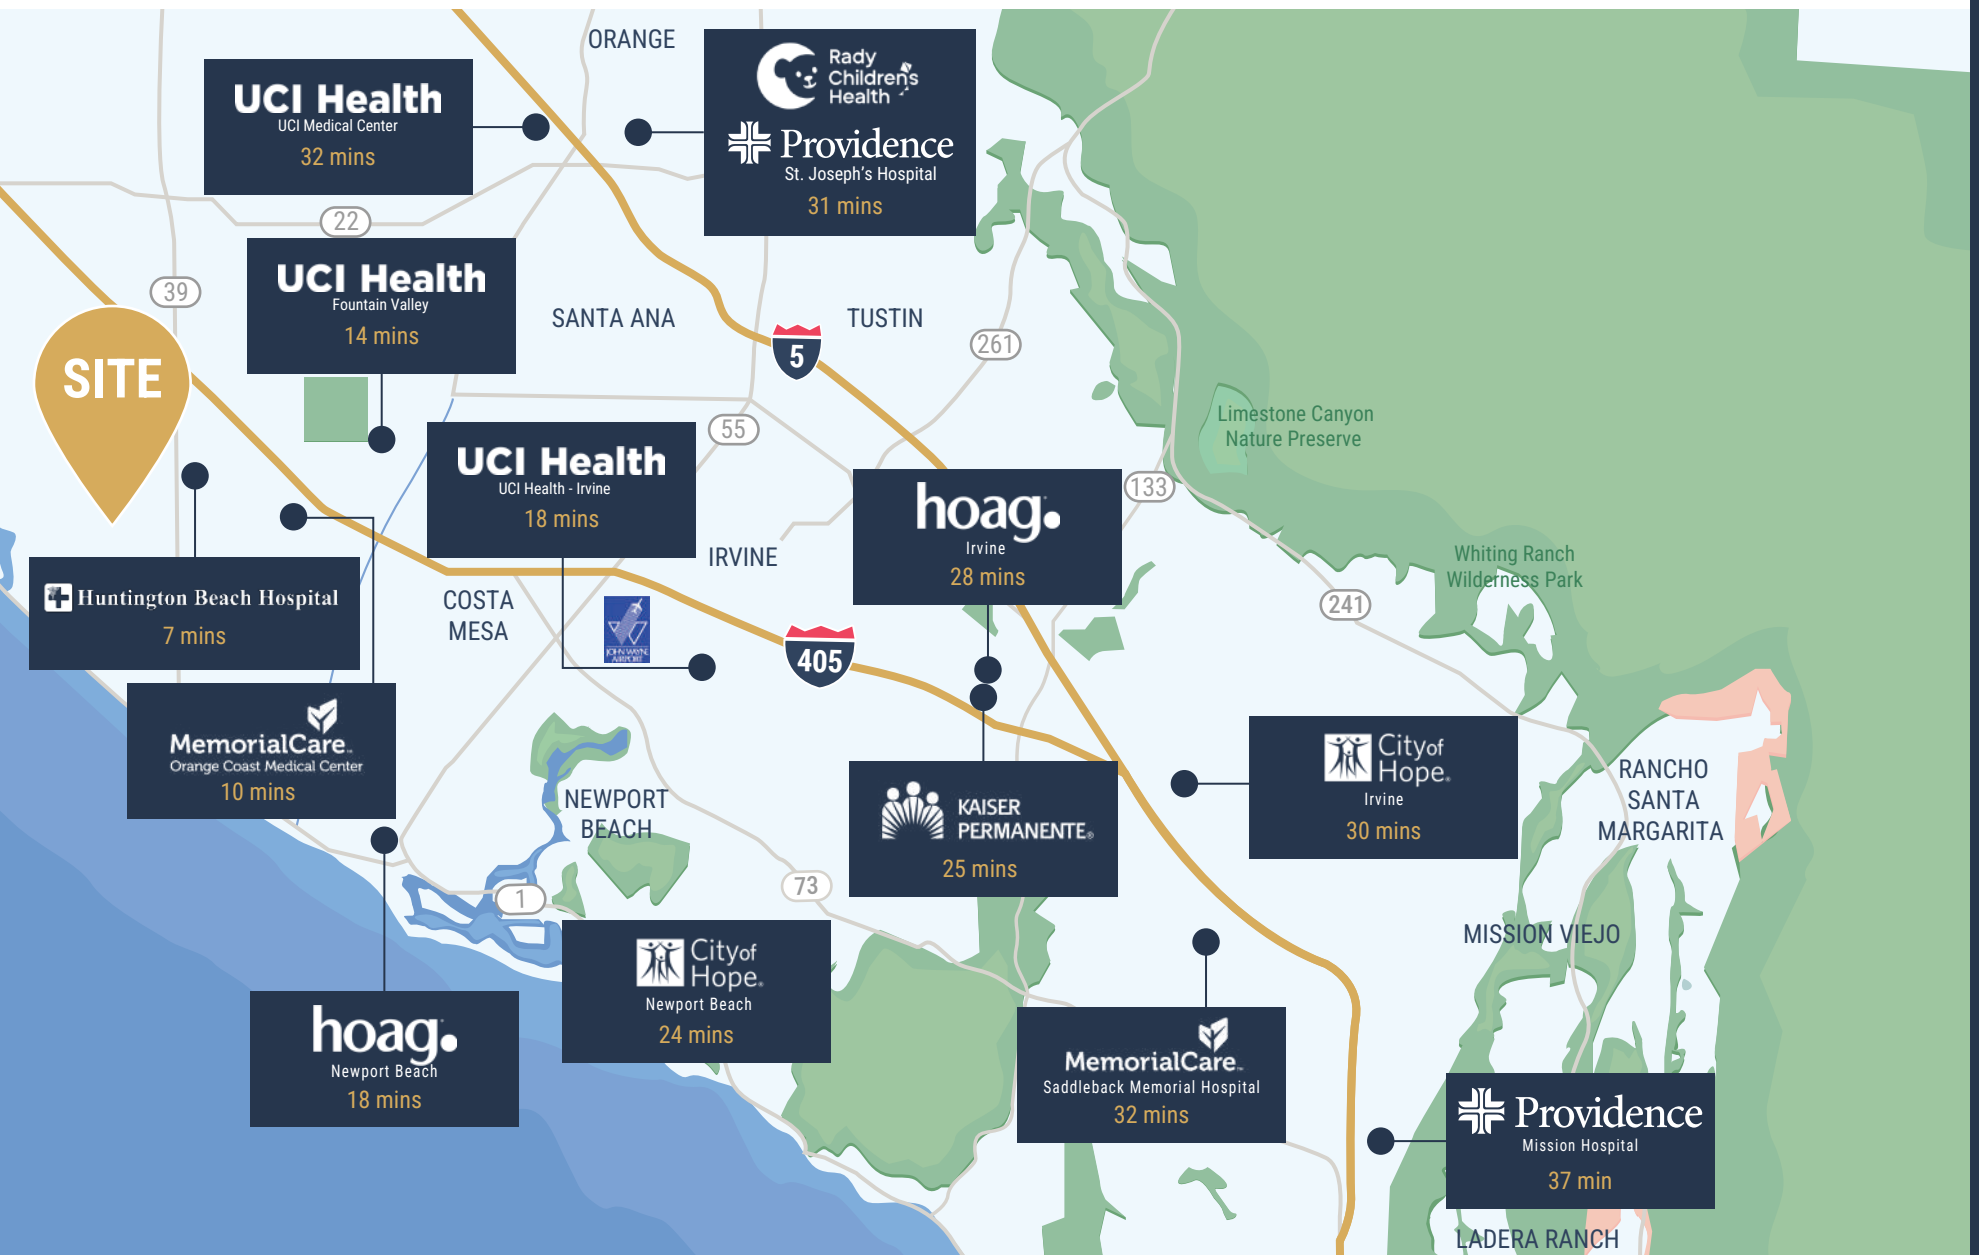 ORANGE
UCI Health
UCI Medical Center
32 mins
Rady
Children's
Health
Providence
St. Joseph's Hospital
31 mins
22
39
UCI Health
Fountain Valley
14 mins
SANTA ANA
TUSTIN
5
261
SITE
55
Limestone Canyon
Nature Preserve
UCI Health
UCI Health - Irvine
18 mins
hoag.
Irvine
28 mins
133
IRVINE
Whiting Ranch
Wilderness Park
241
Huntington Beach Hospital
7 mins
COSTA
MESA
JOHN WAYNE
AIRPORT
405
MemorialCare™
Orange Coast Medical Center
10 mins
City of
Hope®
Irvine
30 mins
RANCHO
SANTA
MARGARITA
NEWPORT
BEACH
KAISER
PERMANENTE®
25 mins
73
1
MISSION VIEJO
City of
Hope®
Newport Beach
24 mins
hoag.
Newport Beach
18 mins
MemorialCare™
Saddleback Memorial Hospital
32 mins
Providence
Mission Hospital
37 min
LADERA RANCH